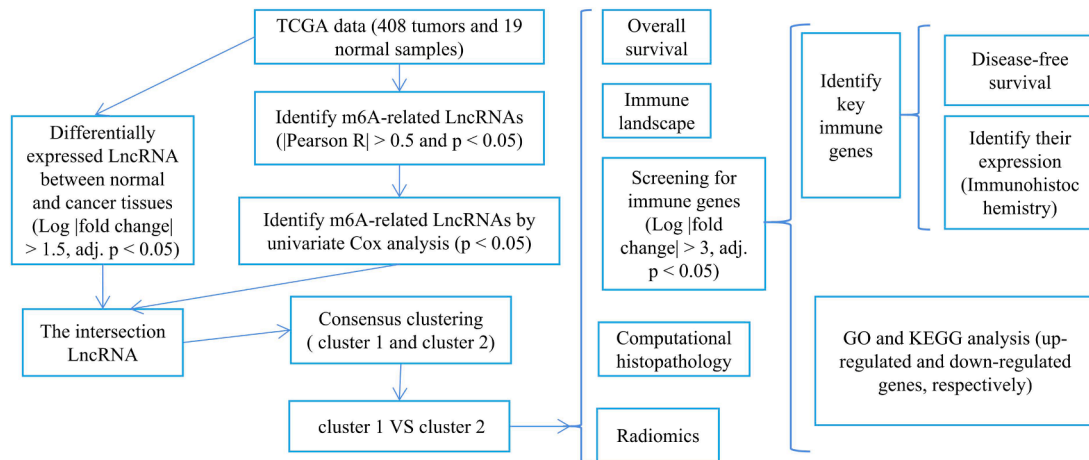 TCGA data (408 tumors and 19
normal samples)
Identify m6A-related LncRNAs
(|Pearson R| > 0.5 and p < 0.05)
Differentially
expressed LncRNA
between normal
and cancer tissues
(Log |fold change|
> 1.5, adj. p < 0.05)
Identify m6A-related LncRNAs by
univariate Cox analysis (p < 0.05)
The intersection
LncRNA
Consensus clustering
( cluster 1 and cluster 2)
cluster 1 VS cluster 2
Overall
survival
Immune
landscape
Screening for
immune genes
(Log |fold
change| > 3, adj.
p < 0.05)
Computational
histopathology
Radiomics
Identify
key
immune
genes
Disease-free
survival
Identify their
expression
(Immunohistoc
hemistry)
GO and KEGG analysis (up-
regulated and down-regulated
genes, respectively)